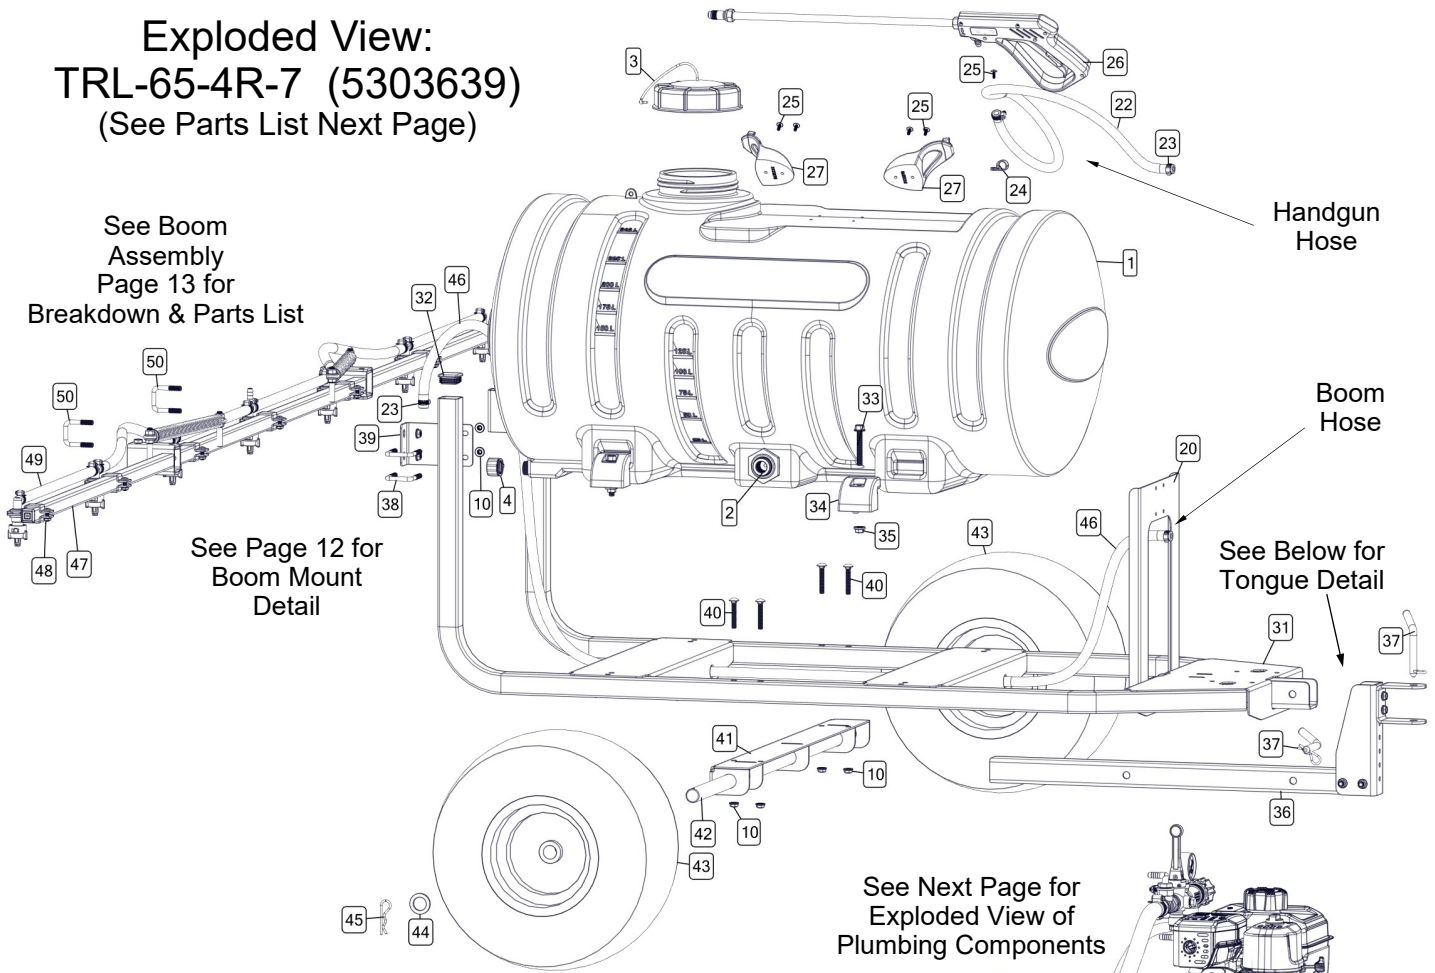 Exploded View:
TRL-65-4R-7 (5303639)
(See Parts List Next Page)
3
25
26
25
25
22
23
27
27
24
Handgun
Hose
See Boom
Assembly
Page 13 for
Breakdown & Parts List
1
32
46
50
50
23
39
33
Boom
Hose
20
49
38
10
4
2
34
35
46
43
48
47
See Page 12 for
Boom Mount
Detail
See Below for
Tongue Detail
40
40
31
37
41
37
10
42
10
36
43
45
44
See Next Page for
Exploded View of
Plumbing Components